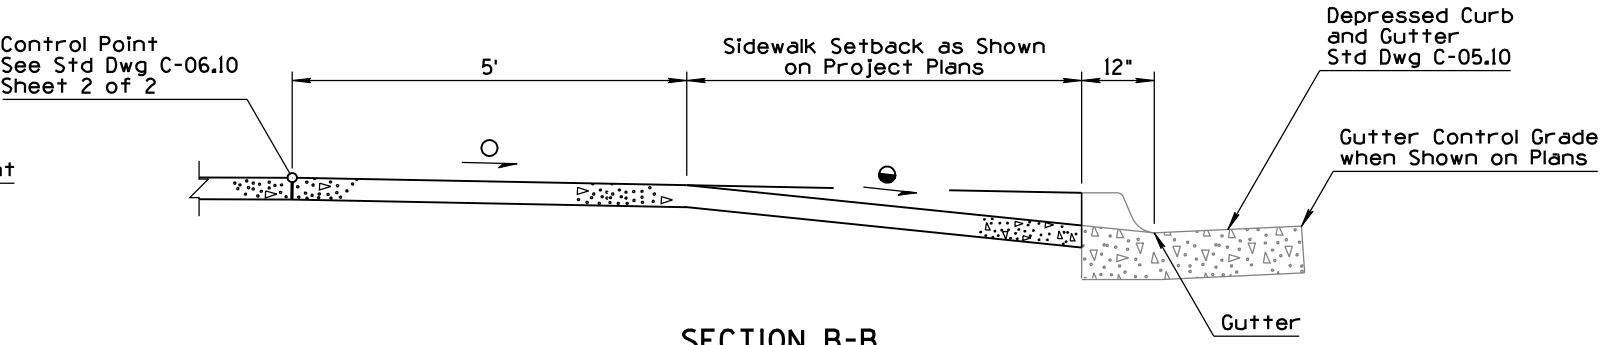 Control Point
See Std Dwg C-06.10
Sheet 2 of 2
5'
Sidewalk Setback as Shown
on Project Plans
12"
Depressed Curb
and Gutter
Std Dwg C-05.10
Gutter Control Grade
when Shown on Plans
Gutter
SECTION B-B